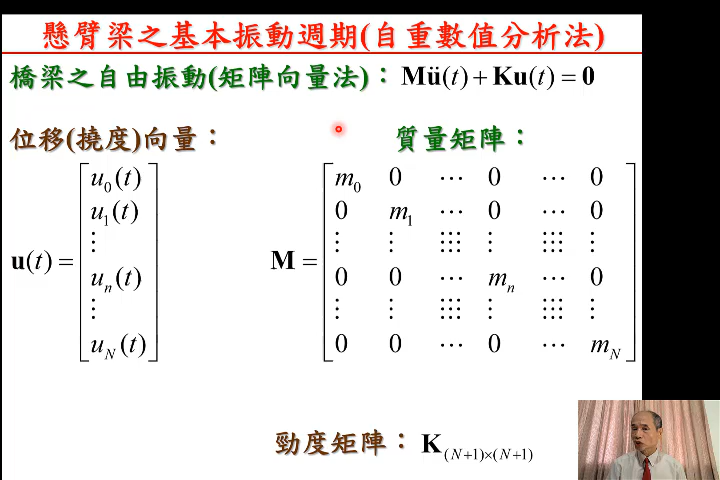 懸臂梁之基本振動週期(自重數值分析法)
橋梁之自由振動(矩陣向量法)： Mü(t) + Ku(t) = 0
位移(撓度)向量： 質量矩陣：
u(t) = [u₀(t) u₁(t) ⋮ uₙ(t) ⋮ u_N(t)]
M = [m₀ 0 ⋯ 0 ⋯ 0
0 m₁ ⋯ 0 ⋯ 0
⋮ ⋮ ⋮⋮⋮ ⋮ ⋮⋮⋮ ⋮
0 0 ⋯ mₙ ⋯ 0
⋮ ⋮ ⋮⋮⋮ ⋮ ⋮⋮⋮ ⋮
0 0 ⋯ 0 ⋯ m_N]
勁度矩陣： K₍N+1₎×₍N+1₎